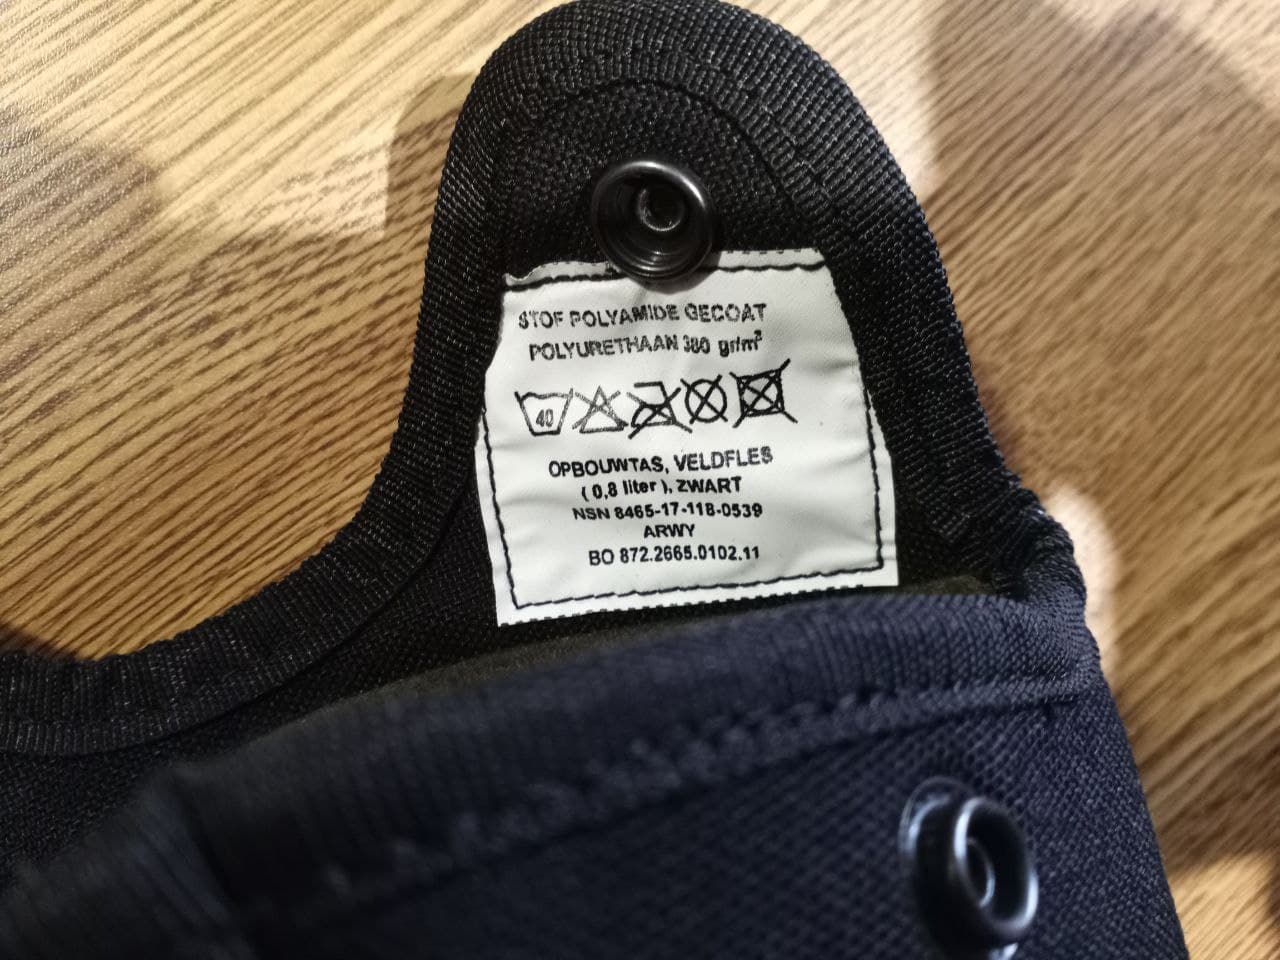 STOF POLYAMIDE GECOAT
POLYURETHAAN 380 gr/m²
40
OPBOUWTAS, VELDFLES
( 0,8 liter ), ZWART
NSN 8465-17-118-0539
ARWY
BO 872.2665.0102.11